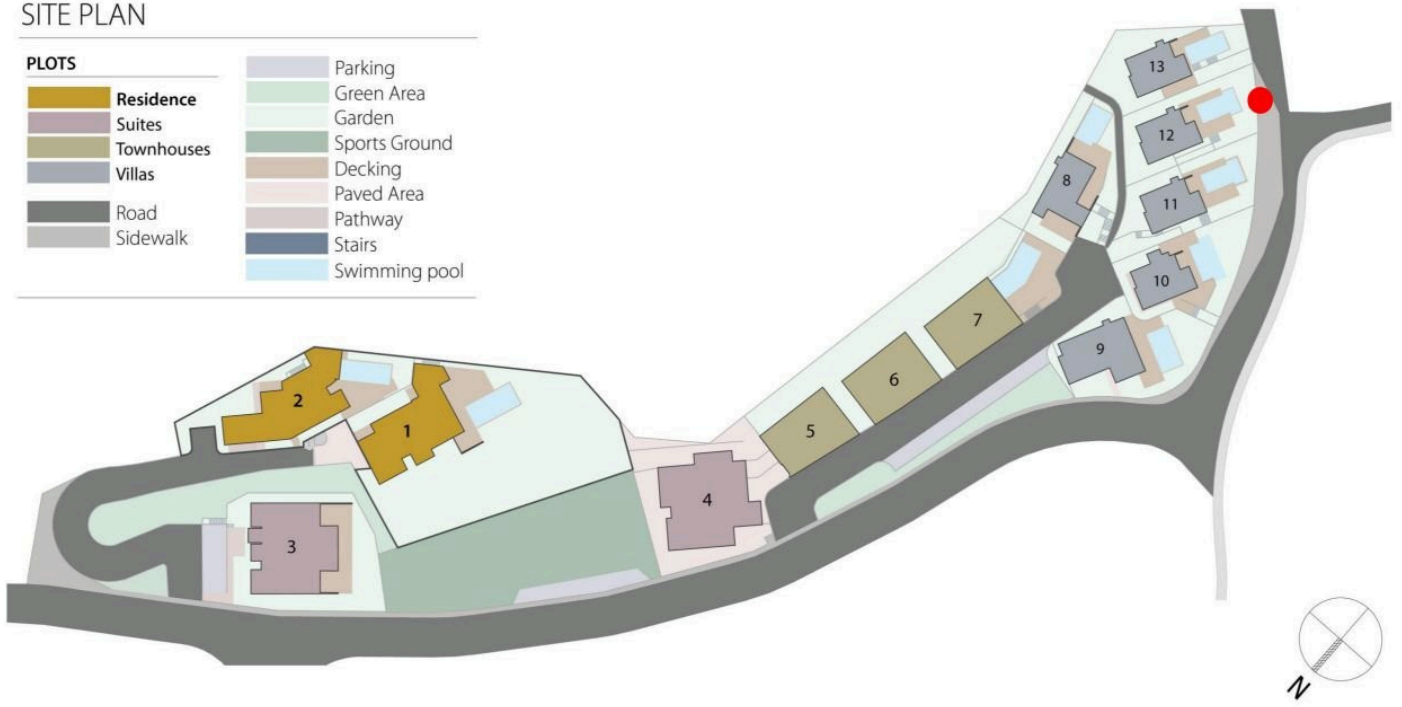 SITE PLAN
PLOTS
Residence
Suites
Townhouses
Villas
Road
Sidewalk
Parking
Green Area
Garden
Sports Ground
Decking
Paved Area
Pathway
Stairs
Swimming pool
13
12
8
11
10
7
9
6
2
1
5
4
3
N